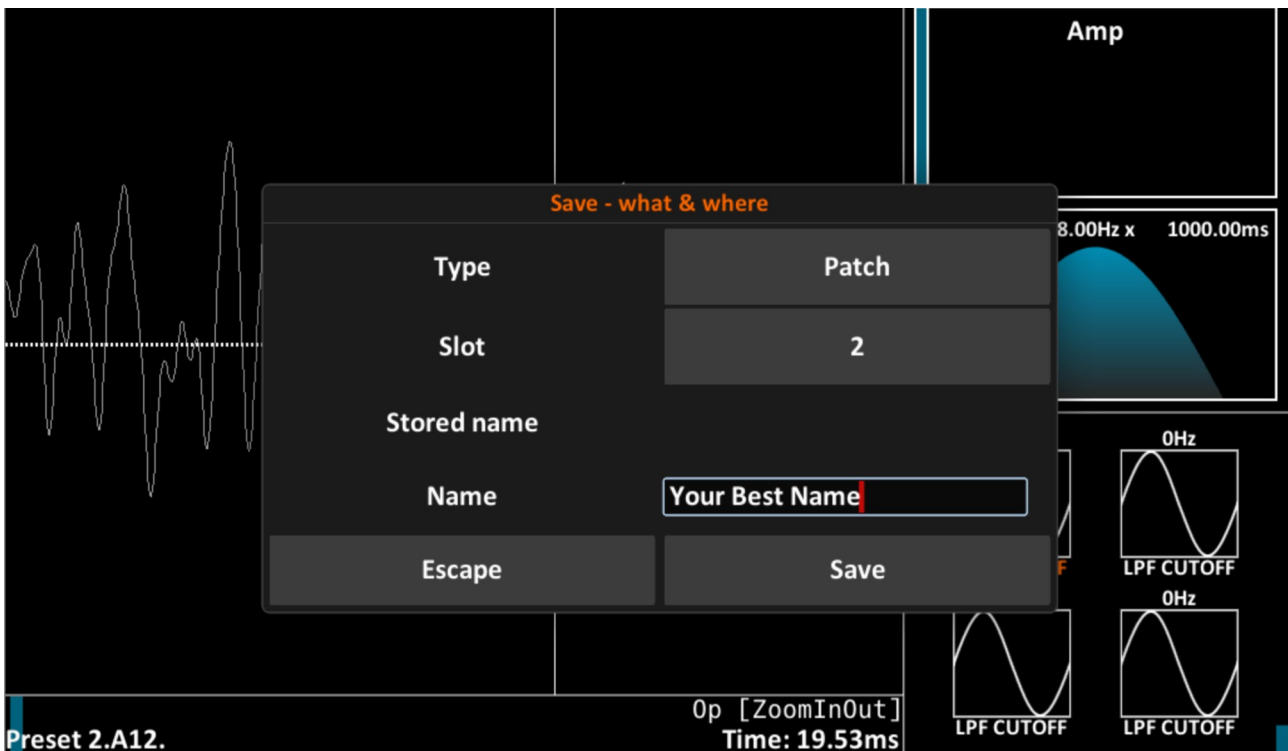 Amp
Save - what & where
8.00Hz x 1000.00ms
Type Patch
Slot 2
Stored name
Name Your Best Name
Escape Save
0Hz
F LPF CUTOFF
0Hz
LPF CUTOFF LPF CUTOFF
Op [ZoomInOut]
Preset 2.A12. Time: 19.53ms